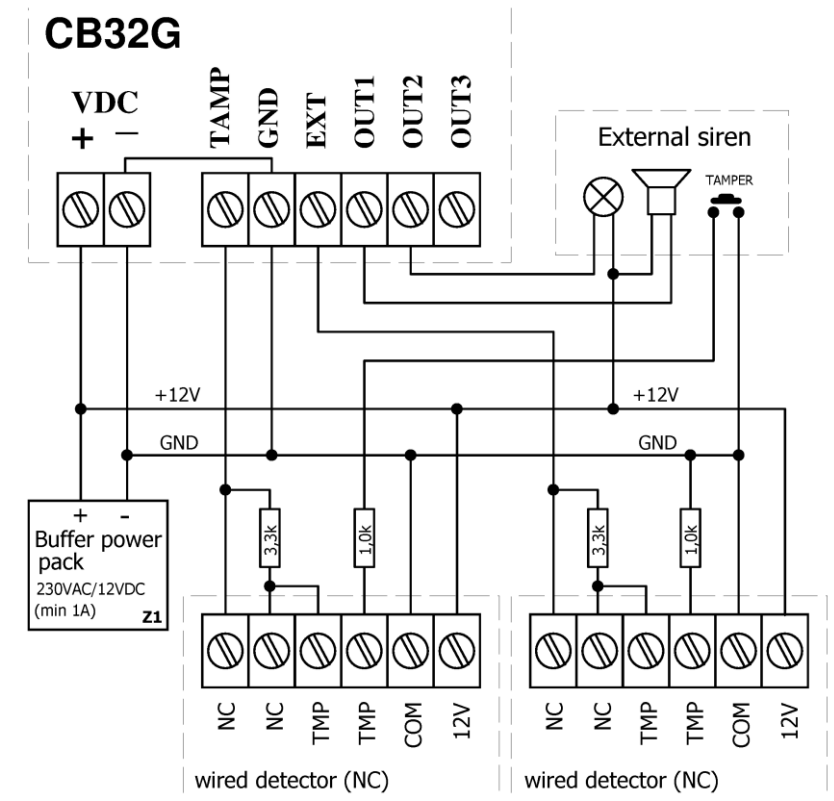 CB32G
VDC
+ −
TAMP
GND
EXT
OUT1
OUT2
OUT3
External siren
TAMPER
+12V
+12V
GND
GND
+ -
Buffer power
pack
230VAC/12VDC
(min 1A)
Z1
3,3k
1,0k
3,3k
1,0k
NC
NC
TMP
TMP
COM
12V
NC
NC
TMP
TMP
COM
12V
wired detector (NC)
wired detector (NC)